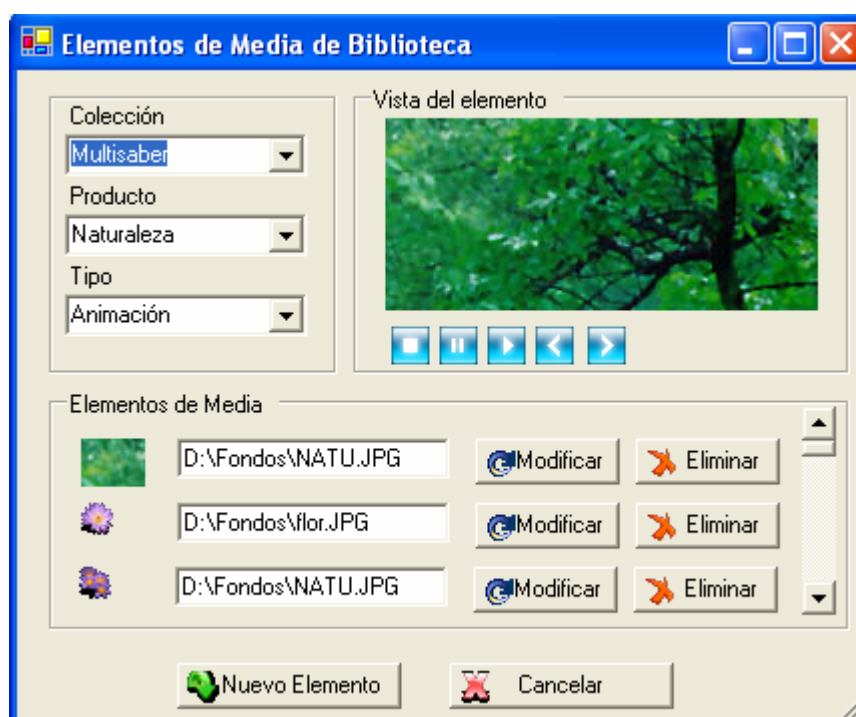 Elementos de Media de Biblioteca
Colección
Multisaber
Producto
Naturaleza
Tipo
Animación
Vista del elemento
Elementos de Media
D:\Fondos\NATU.JPG Modificar Eliminar
D:\Fondos\flor.JPG Modificar Eliminar
D:\Fondos\NATU.JPG Modificar Eliminar
Nuevo Elemento Cancelar